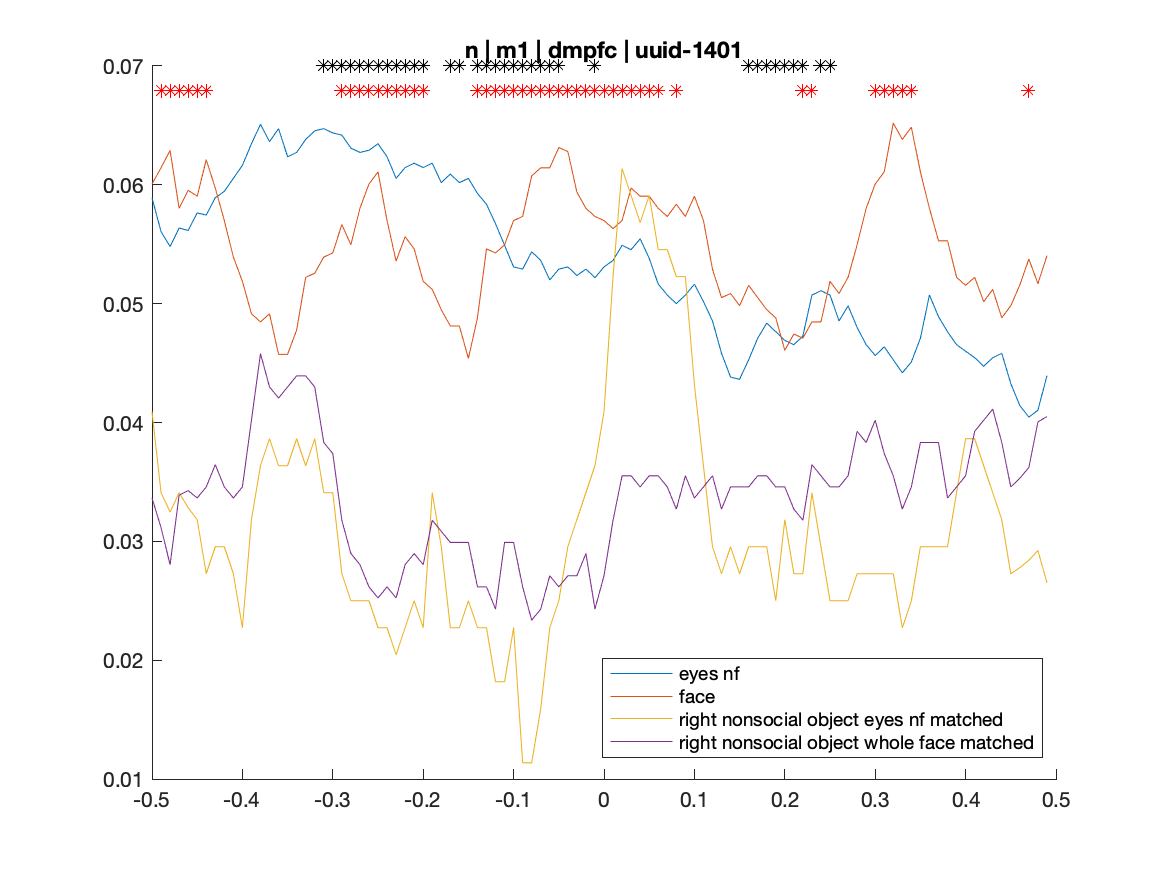 n | m1 | dmpfc | uuid-1401
0.07
0.06
0.05
0.04
0.03
0.02
0.01
-0.5 -0.4 -0.3 -0.2 -0.1 0 0.1 0.2 0.3 0.4 0.5
eyes nf
face
right nonsocial object eyes nf matched
right nonsocial object whole face matched